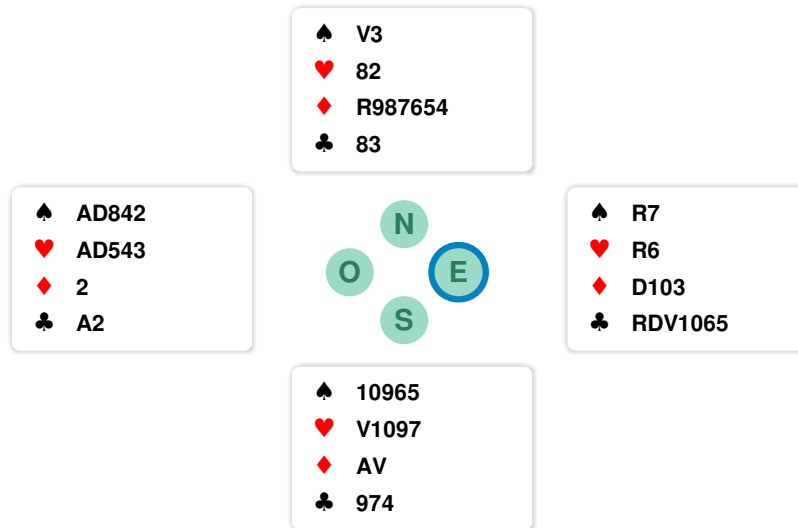 ♠ V3
♥ 82
♦ R987654
♣ 83
♠ AD842
♥ AD543
♦ 2
♣ A2
N
O
E
S
♠ R7
♥ R6
♦ D103
♣ RDV1065
♠ 10965
♥ V1097
♦ AV
♣ 974